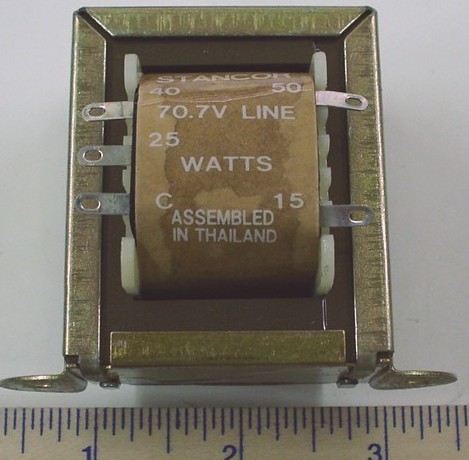 STANCOR
40 50
70.7V LINE
25
WATTS
C 15
ASSEMBLED
IN THAILAND
1 2 3